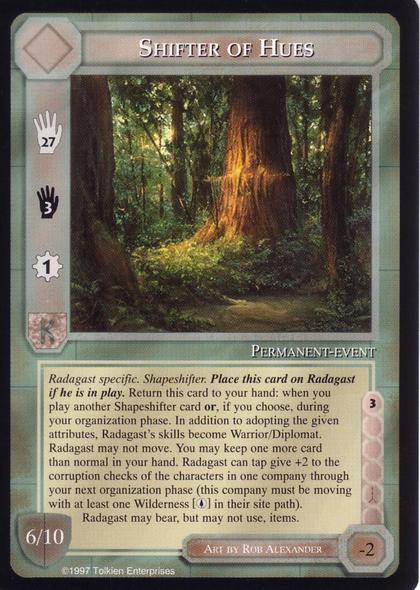 SHIFTER OF HUES
27
3
1
PERMANENT-EVENT
Radagast specific. Shapeshifter. Place this card on Radagast
if he is in play. Return this card to your hand: when you
play another Shapeshifter card or, if you choose, during
your organization phase. In addition to adopting the given
attributes, Radagast's skills become Warrior/Diplomat.
Radagast may not move. You may keep one more card
than normal in your hand. Radagast can tap give +2 to the
corruption checks of the characters in one company through
your next organization phase (this company must be moving
with at least one Wilderness [] in their site path).
Radagast may bear, but may not use, items.
3
6/10
ART BY ROB ALEXANDER
-2
©1997 Tolkien Enterprises